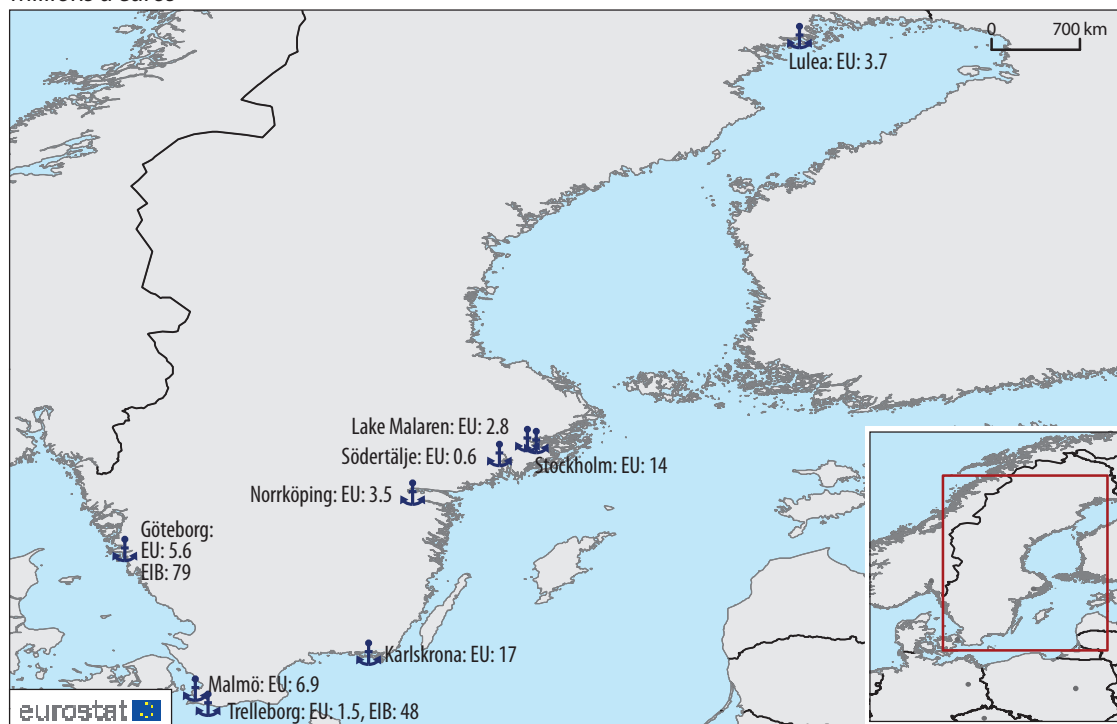 0 700 km
Lulea: EU: 3.7
Lake Malaren: EU: 2.8
Södertälje: EU: 0.6
Stockholm: EU: 14
Norrköping: EU: 3.5
Göteborg:
EU: 5.6
EIB: 79
Karlskrona: EU: 17
Malmö: EU: 6.9
Trelleborg: EU: 1.5, EIB: 48
eurostat